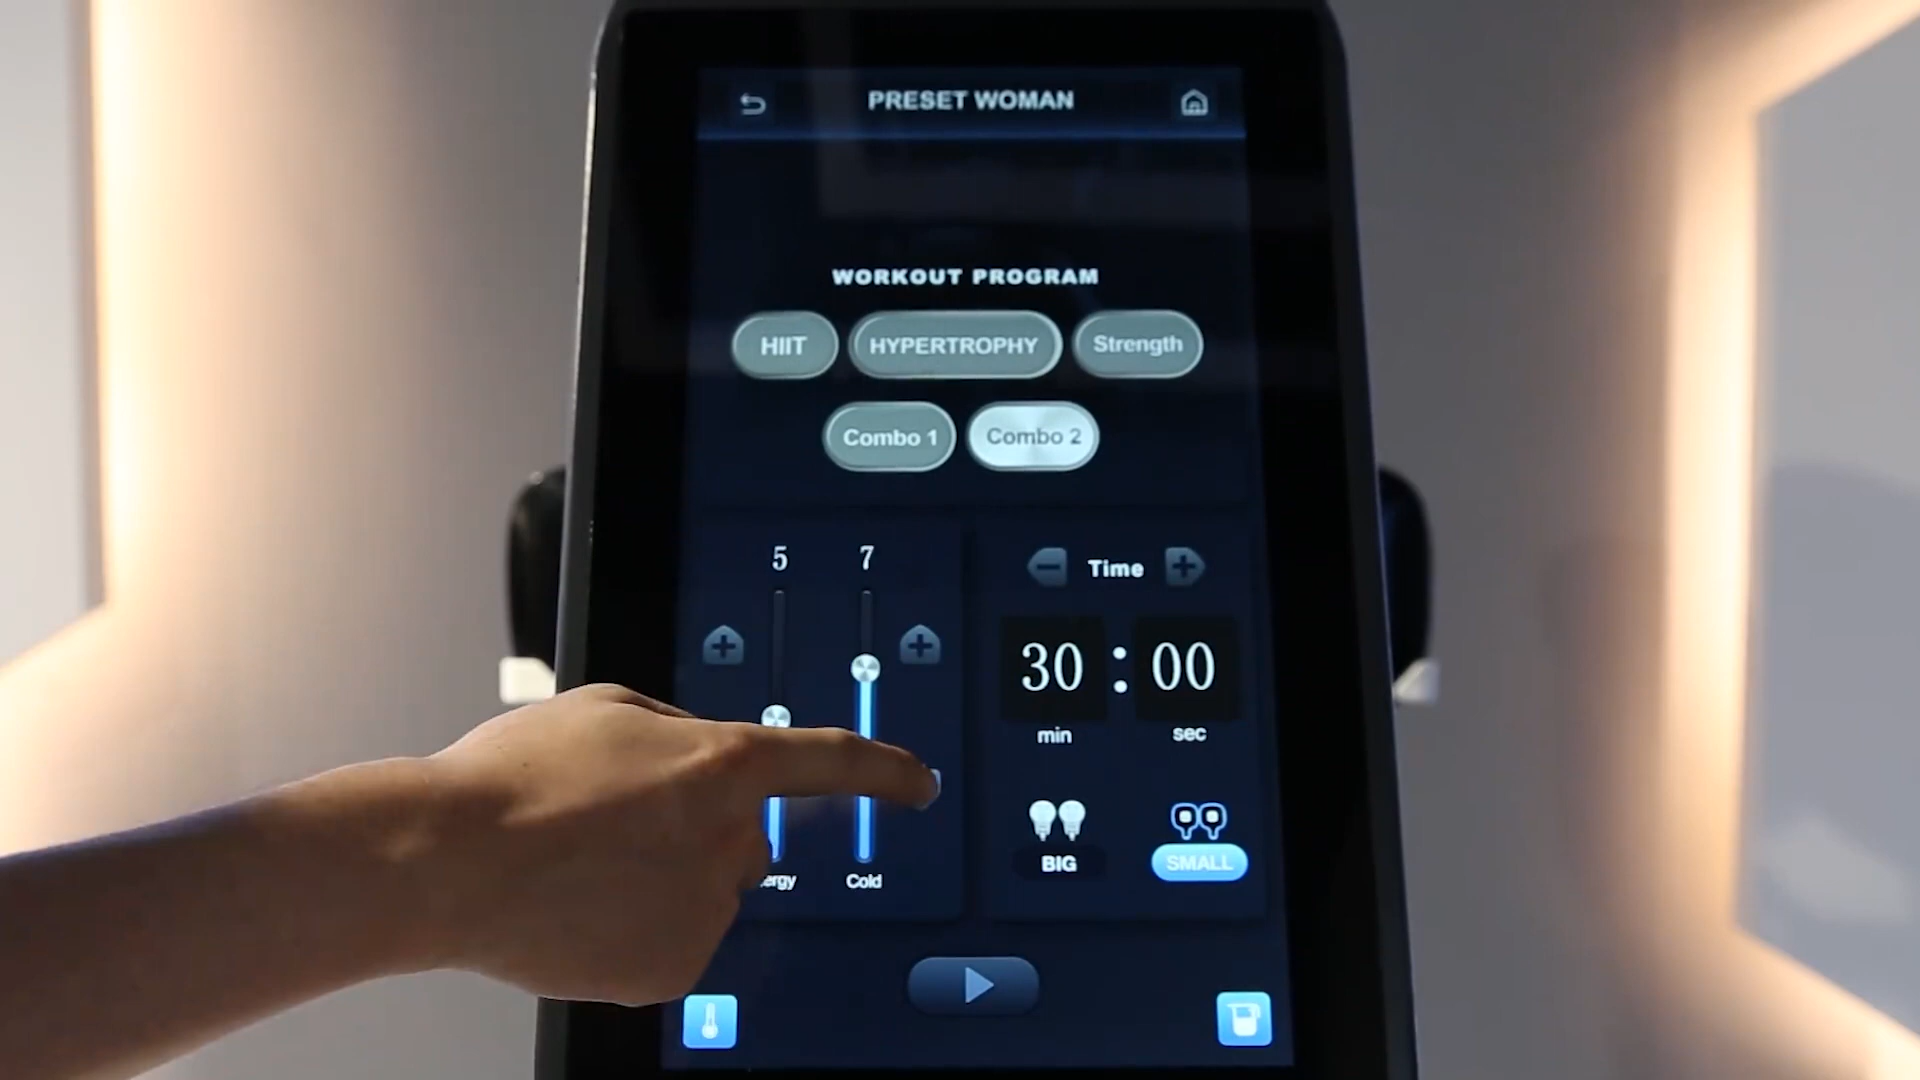 PRESET WOMAN
WORKOUT PROGRAM
HIIT HYPERTROPHY Strength
Combo 1 Combo 2
5 7
Time
30 : 00
min sec
BIG SMALL
Cold